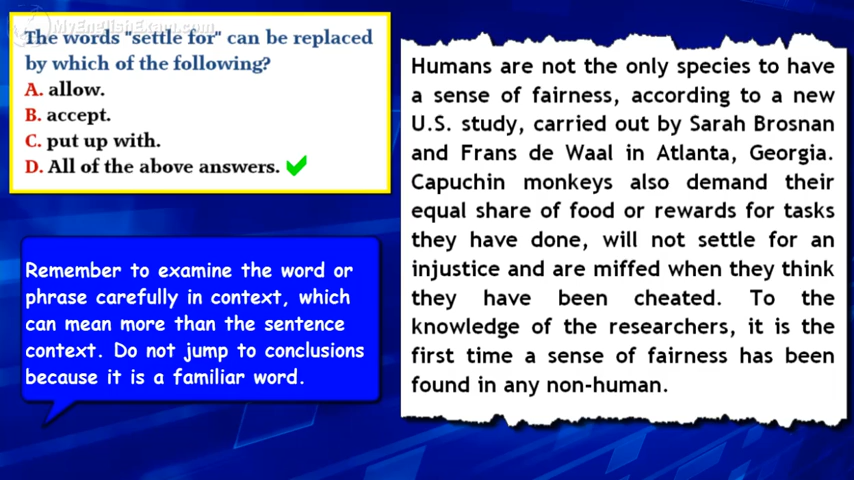 MyEnglishExam.com
The words "settle for" can be replaced
by which of the following?
A. allow.
B. accept.
C. put up with.
D. All of the above answers.
Remember to examine the word or
phrase carefully in context, which
can mean more than the sentence
context. Do not jump to conclusions
because it is a familiar word.
Humans are not the only species to have
a sense of fairness, according to a new
U.S. study, carried out by Sarah Brosnan
and Frans de Waal in Atlanta, Georgia.
Capuchin monkeys also demand their
equal share of food or rewards for tasks
they have done, will not settle for an
injustice and are miffed when they think
they have been cheated. To the
knowledge of the researchers, it is the
first time a sense of fairness has been
found in any non-human.